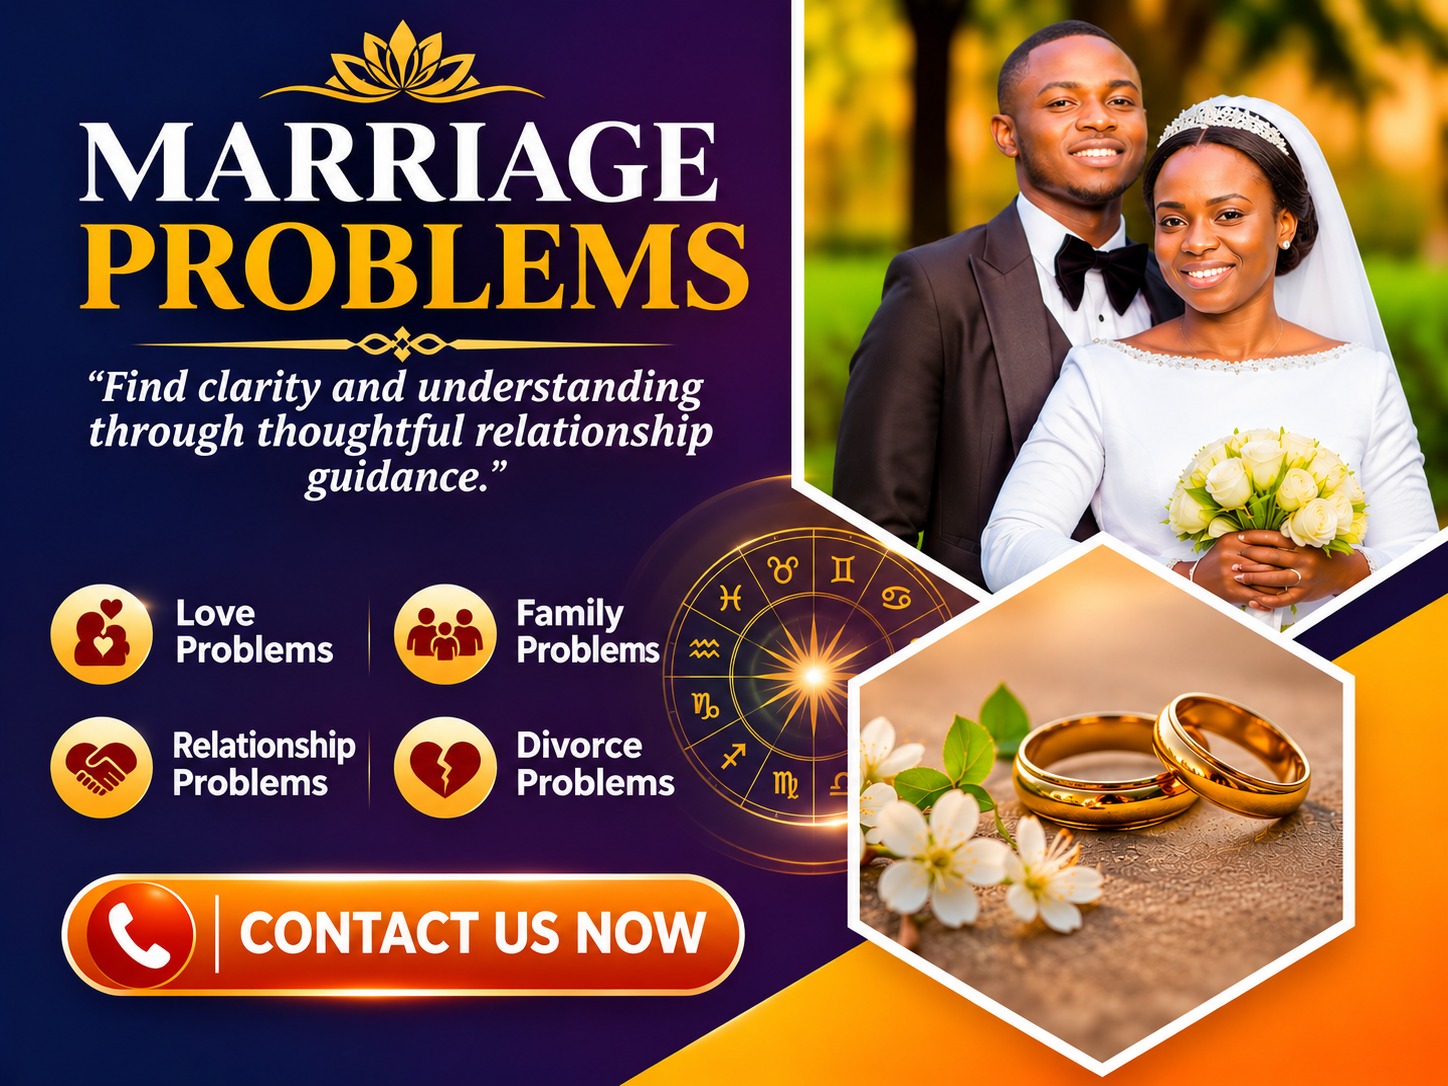 MARRIAGE
PROBLEMS
“Find clarity and understanding
through thoughtful relationship
guidance.”
Love
Problems
Family
Problems
Relationship
Problems
Divorce
Problems
CONTACT US NOW